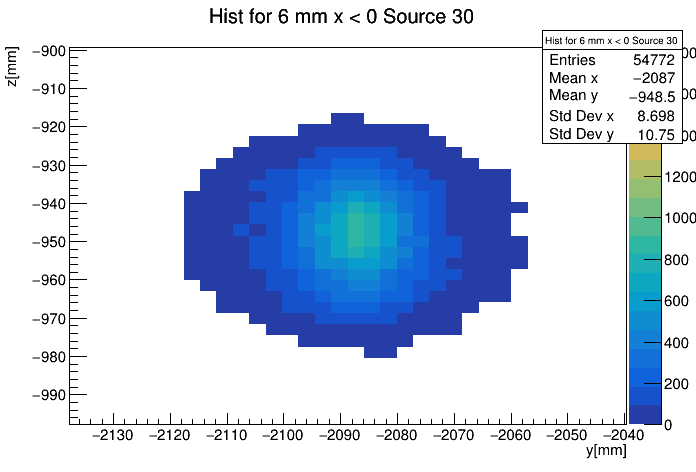 Hist for 6 mm x < 0 Source 30
z[mm]
−900
−910
−920
−930
−940
−950
−960
−970
−980
−990
Hist for 6 mm x < 0 Source 30
Entries 54772
Mean x −2087
Mean y −948.5
Std Dev x 8.698
Std Dev y 10.75
1200
1000
800
600
400
200
0
−2130 −2120 −2110 −2100 −2090 −2080 −2070 −2060 −2050 −2040
y[mm]